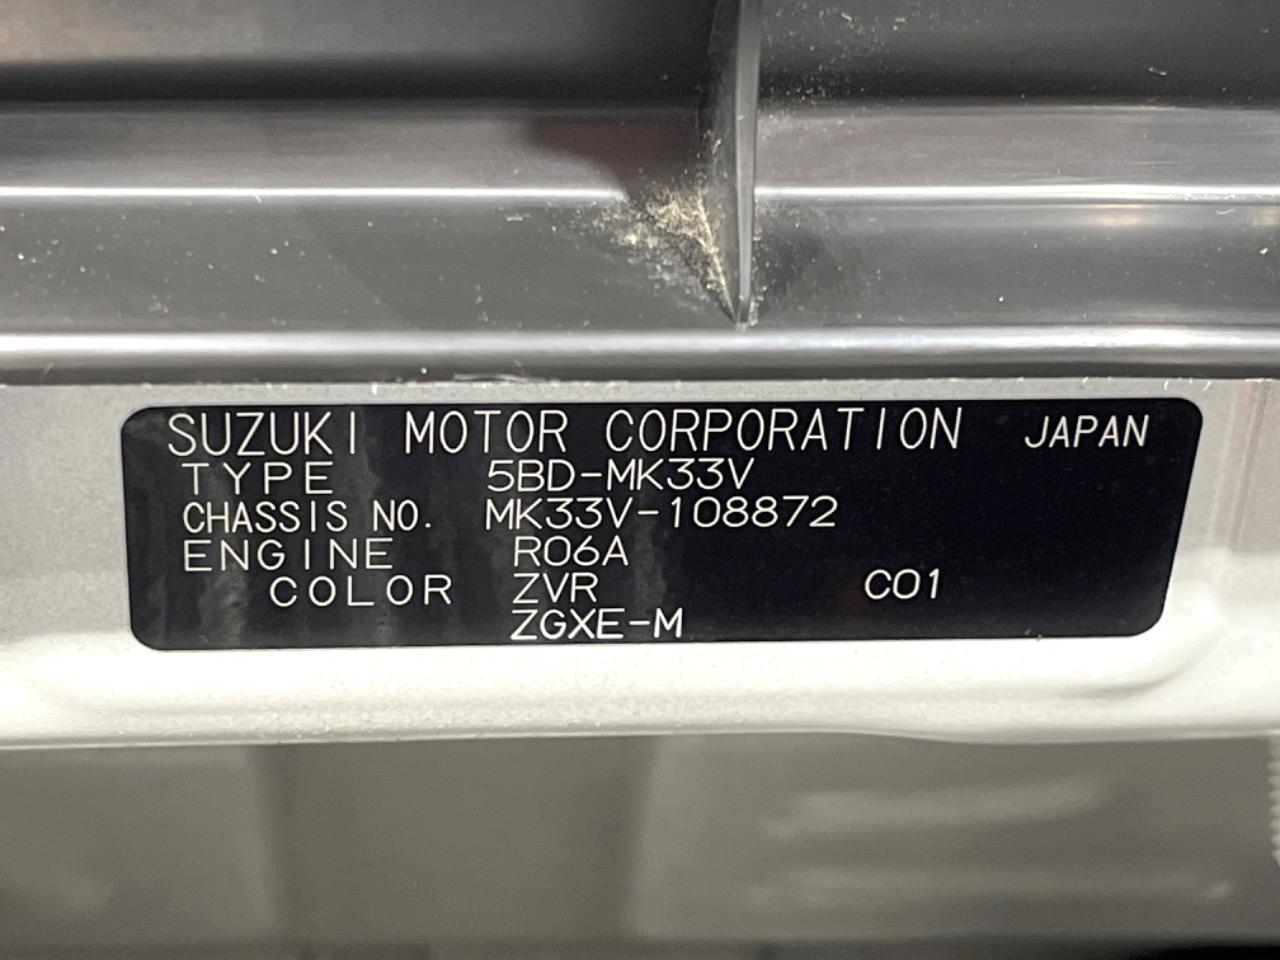 SUZUKI MOTOR CORPORATION JAPAN
TYPE 5BD-MK33V
CHASSIS NO. MK33V-108872
ENGINE R06A
COLOR ZVR C01
ZGXE-M